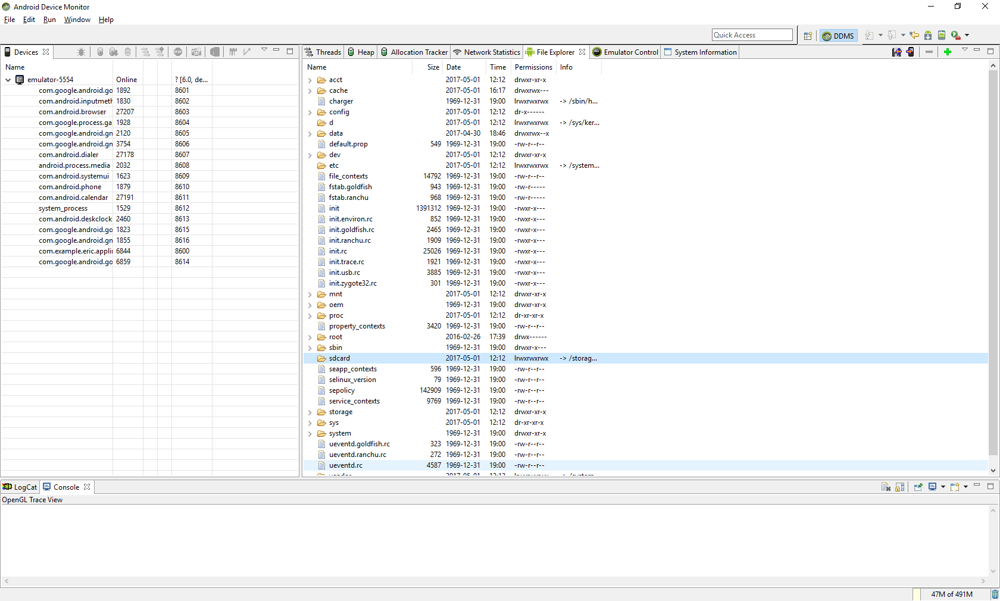 Android Device Monitor
File Edit Run Window Help
Quick Access
DDMS
Devices
Name
emulator-5554 Online ? [6.0, de...
com.google.android.go 1892 8601
com.android.inputmeth 1830 8602
com.android.browser 27207 8603
com.google.process.ga 1928 8604
com.google.android.gn 2120 8605
com.google.android.gn 3754 8606
com.android.dialer 27178 8607
android.process.media 2032 8608
com.android.systemui 1623 8609
com.android.phone 1879 8610
com.android.calendar 27191 8611
system_process 1529 8612
com.android.deskclock 2460 8613
com.google.android.go 1823 8615
com.google.android.gn 1855 8616
com.example.eric.appli 6844 8600
com.google.android.go 6859 8614
Threads Heap Allocation Tracker Network Statistics File Explorer Emulator Control System Information
Name Size Date Time Permissions Info
acct 2017-05-01 12:12 drwxr-xr-x
cache 2017-05-01 16:17 drwxrwx---
charger 1969-12-31 19:00 lrwxrwxrwx -> /sbin/h...
config 2017-05-01 12:12 dr-x------
d 2017-05-01 12:12 lrwxrwxrwx -> /sys/ker...
data 2017-04-30 18:46 drwxrwx--x
default.prop 549 1969-12-31 19:00 -rw-r--r--
dev 2017-05-01 12:12 drwxr-xr-x
etc 2017-05-01 12:12 lrwxrwxrwx -> /system...
file_contexts 14792 1969-12-31 19:00 -rw-r--r--
fstab.goldfish 943 1969-12-31 19:00 -rw-r-----
fstab.ranchu 968 1969-12-31 19:00 -rw-r-----
init 1391312 1969-12-31 19:00 -rwxr-x---
init.environ.rc 852 1969-12-31 19:00 -rwxr-x---
init.goldfish.rc 2465 1969-12-31 19:00 -rwxr-x---
init.ranchu.rc 1909 1969-12-31 19:00 -rwxr-x---
init.rc 25026 1969-12-31 19:00 -rwxr-x---
init.trace.rc 1921 1969-12-31 19:00 -rwxr-x---
init.usb.rc 3885 1969-12-31 19:00 -rwxr-x---
init.zygote32.rc 301 1969-12-31 19:00 -rwxr-x---
mnt 2017-05-01 12:12 drwxr-xr-x
oem 2017-05-01 12:12 drwxr-xr-x
proc 2017-05-01 12:12 dr-xr-xr-x
property_contexts 3420 1969-12-31 19:00 -rw-r--r--
root 2016-02-26 17:39 drwx------
sbin 1969-12-31 19:00 drwxr-x---
sdcard 2017-05-01 12:12 lrwxrwxrwx -> /storag...
seapp_contexts 596 1969-12-31 19:00 -rw-r--r--
selinux_version 79 1969-12-31 19:00 -rw-r--r--
sepolicy 142909 1969-12-31 19:00 -rw-r--r--
service_contexts 9769 1969-12-31 19:00 -rw-r--r--
storage 2017-05-01 12:12 drwxr-xr-x
sys 2017-05-01 12:12 dr-xr-xr-x
system 1969-12-31 19:00 drwxr-xr-x
ueventd.goldfish.rc 323 1969-12-31 19:00 -rw-r--r--
ueventd.ranchu.rc 272 1969-12-31 19:00 -rw-r--r--
ueventd.rc 4587 1969-12-31 19:00 -rw-r--r--
LogCat Console
OpenGL Trace View
47M of 491M